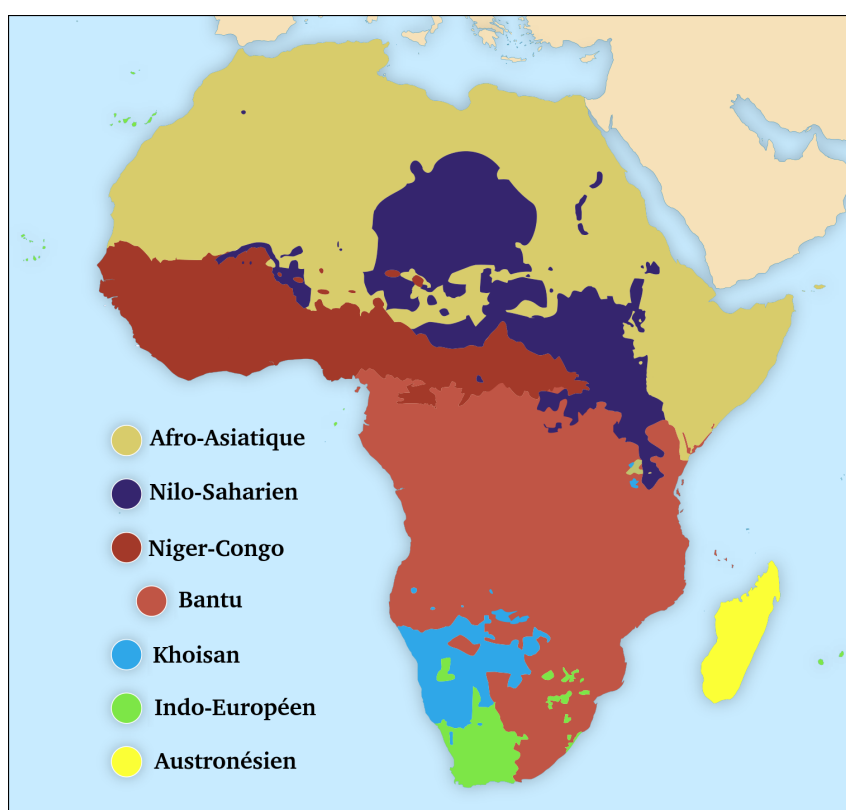 Afro-Asiatique
Nilo-Saharien
Niger-Congo
Bantu
Khoisan
Indo-Européen
Austronésien